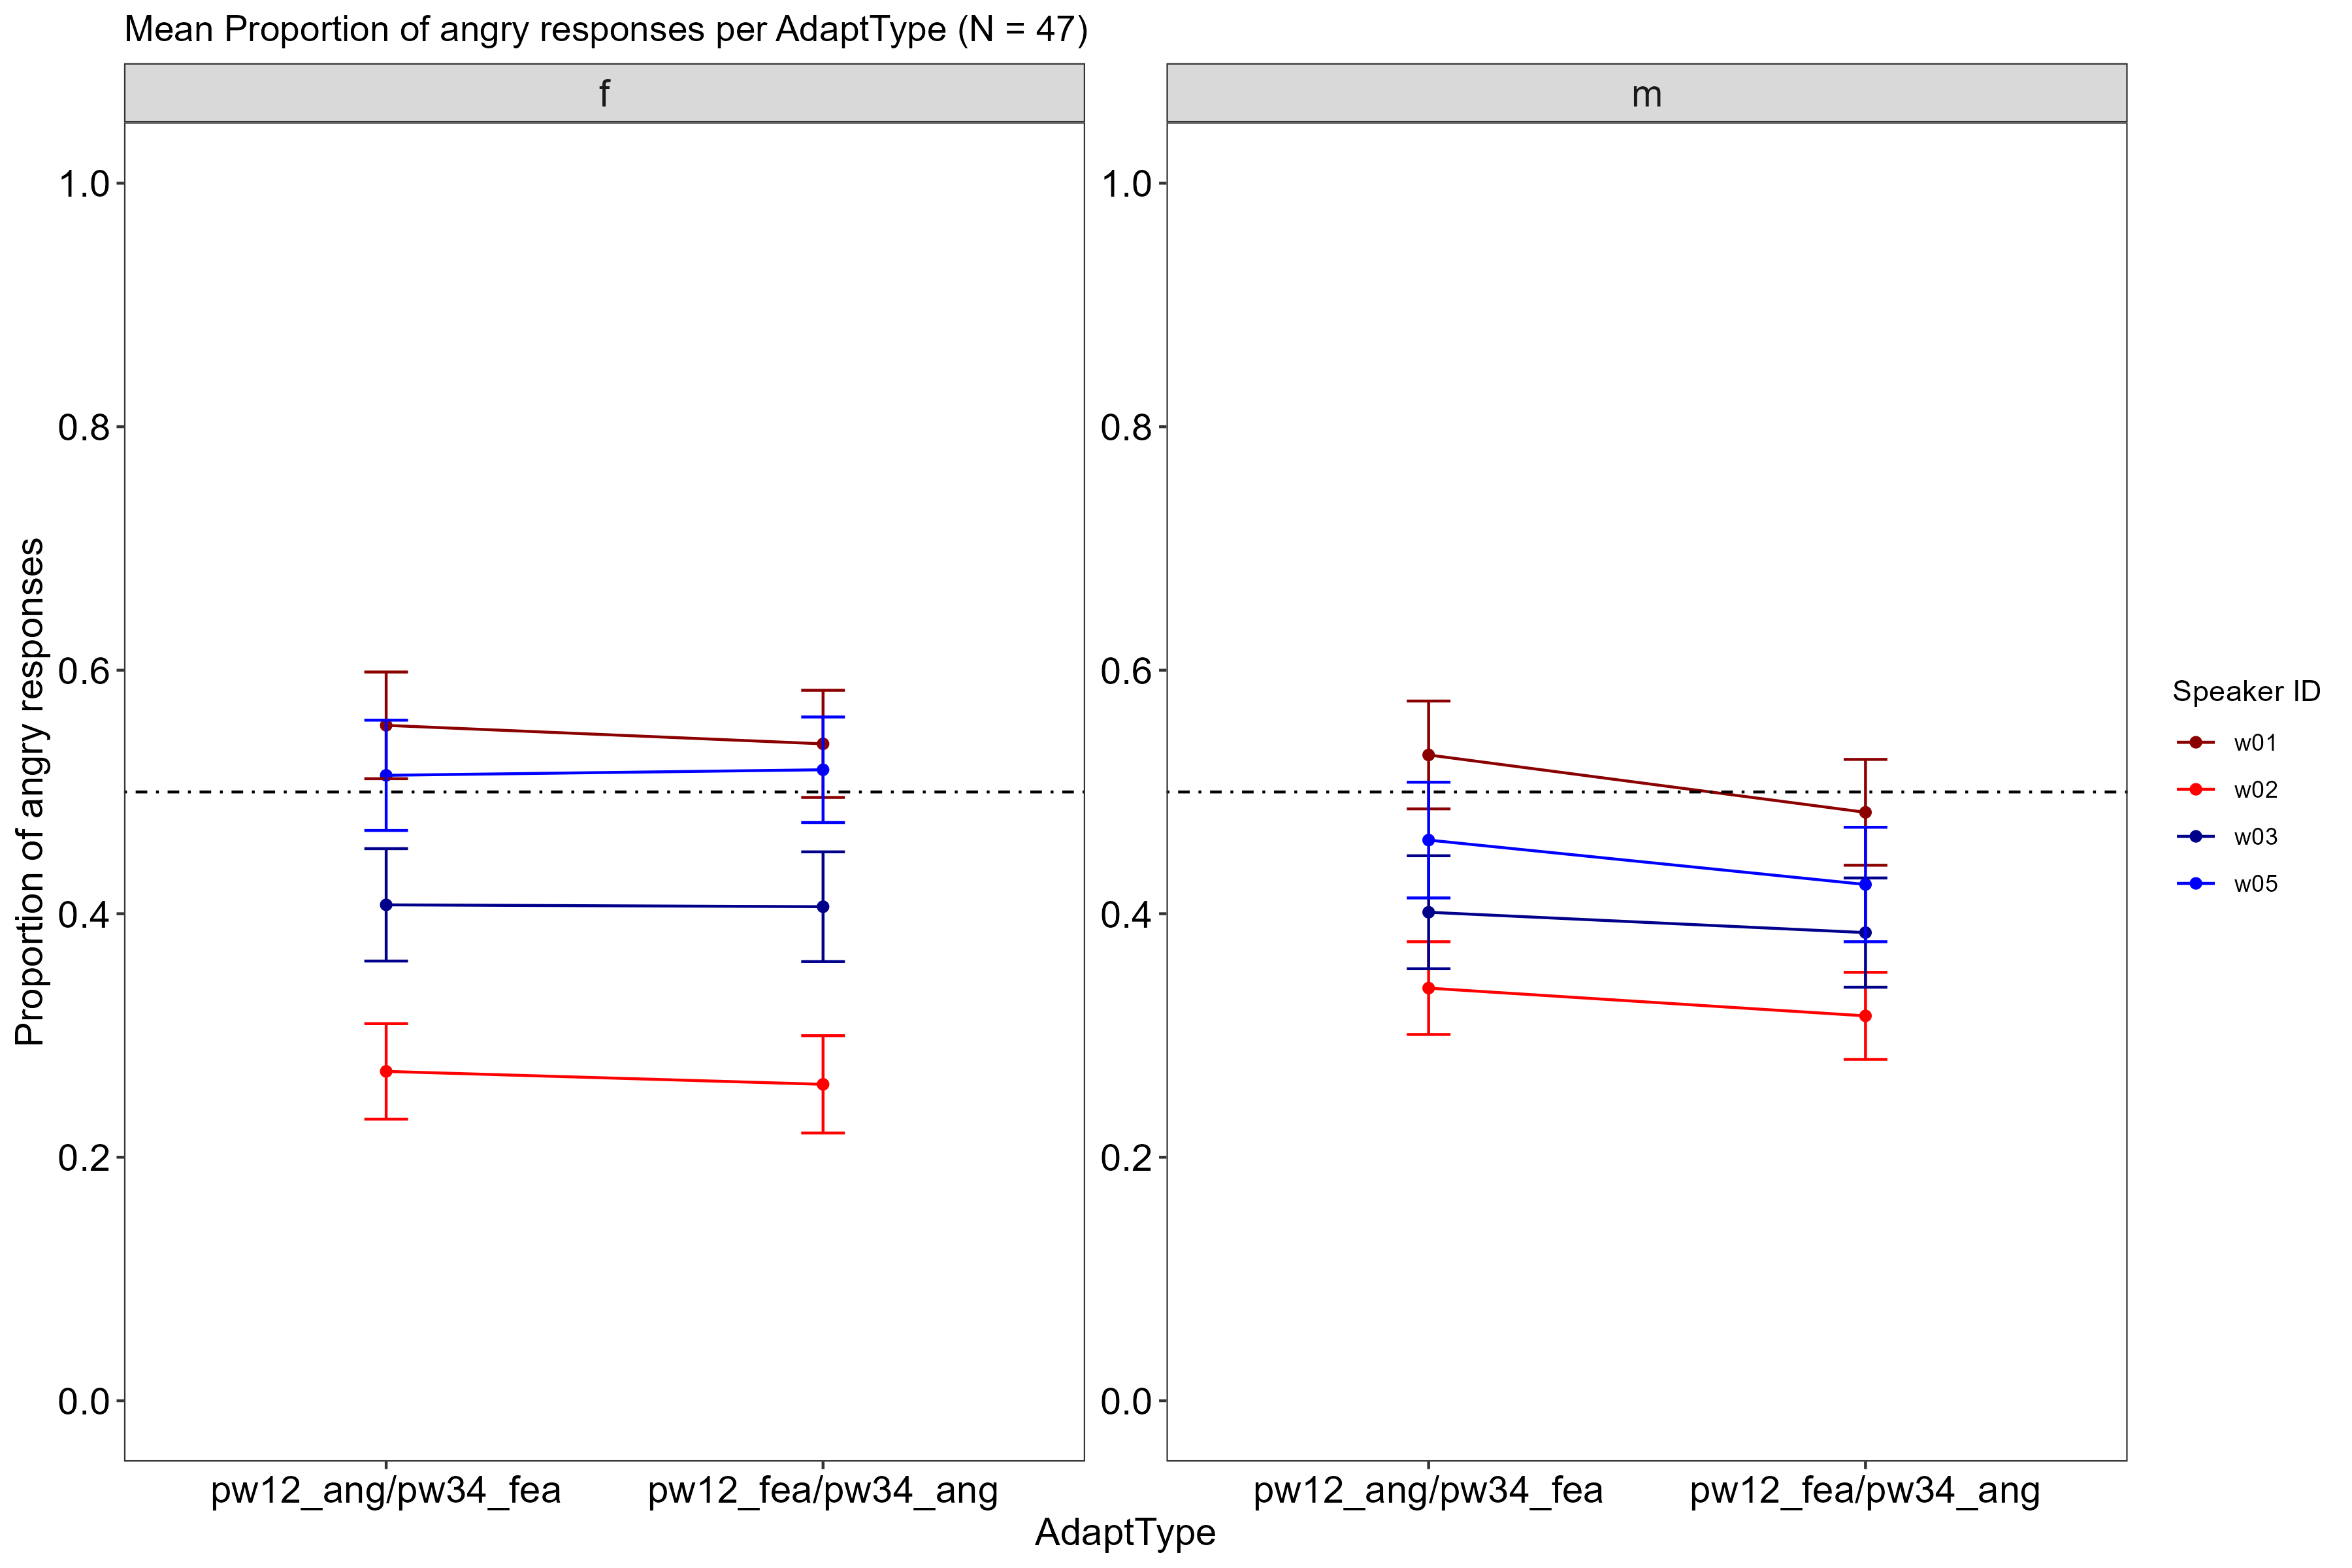 Mean Proportion of angry responses per AdaptType (N = 47)
f
m
1.0
0.8
0.6
0.4
0.2
0.0
1.0
0.8
0.6
0.4
0.2
0.0
Proportion of angry responses
pw12_ang/pw34_fea
pw12_fea/pw34_ang
pw12_ang/pw34_fea
pw12_fea/pw34_ang
AdaptType
Speaker ID
w01
w02
w03
w05